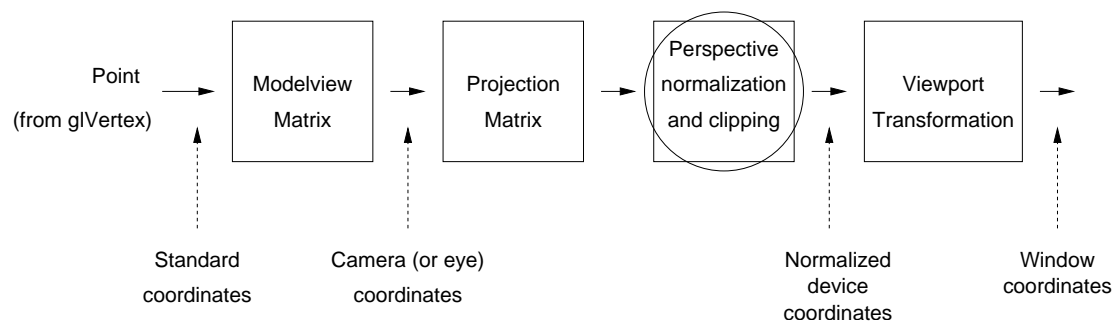 Point
(from glVertex)
Modelview
Matrix
Projection
Matrix
Perspective
normalization
and clipping
Viewport
Transformation
Standard
coordinates
Camera (or eye)
coordinates
Normalized
device
coordinates
Window
coordinates